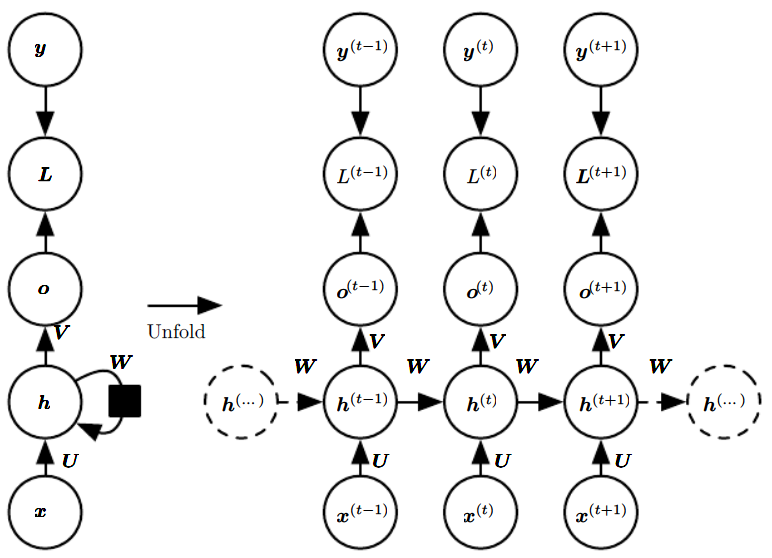 y y^{(t−1)} y^{(t)} y^{(t+1)}
L L^{(t−1)} L^{(t)} L^{(t+1)}
o o^{(t−1)} o^{(t)} o^{(t+1)}
Unfold
V V V V
W W W W W
h h^{(...)} h^{(t−1)} h^{(t)} h^{(t+1)} h^{(...)}
U U U U
x x^{(t−1)} x^{(t)} x^{(t+1)}